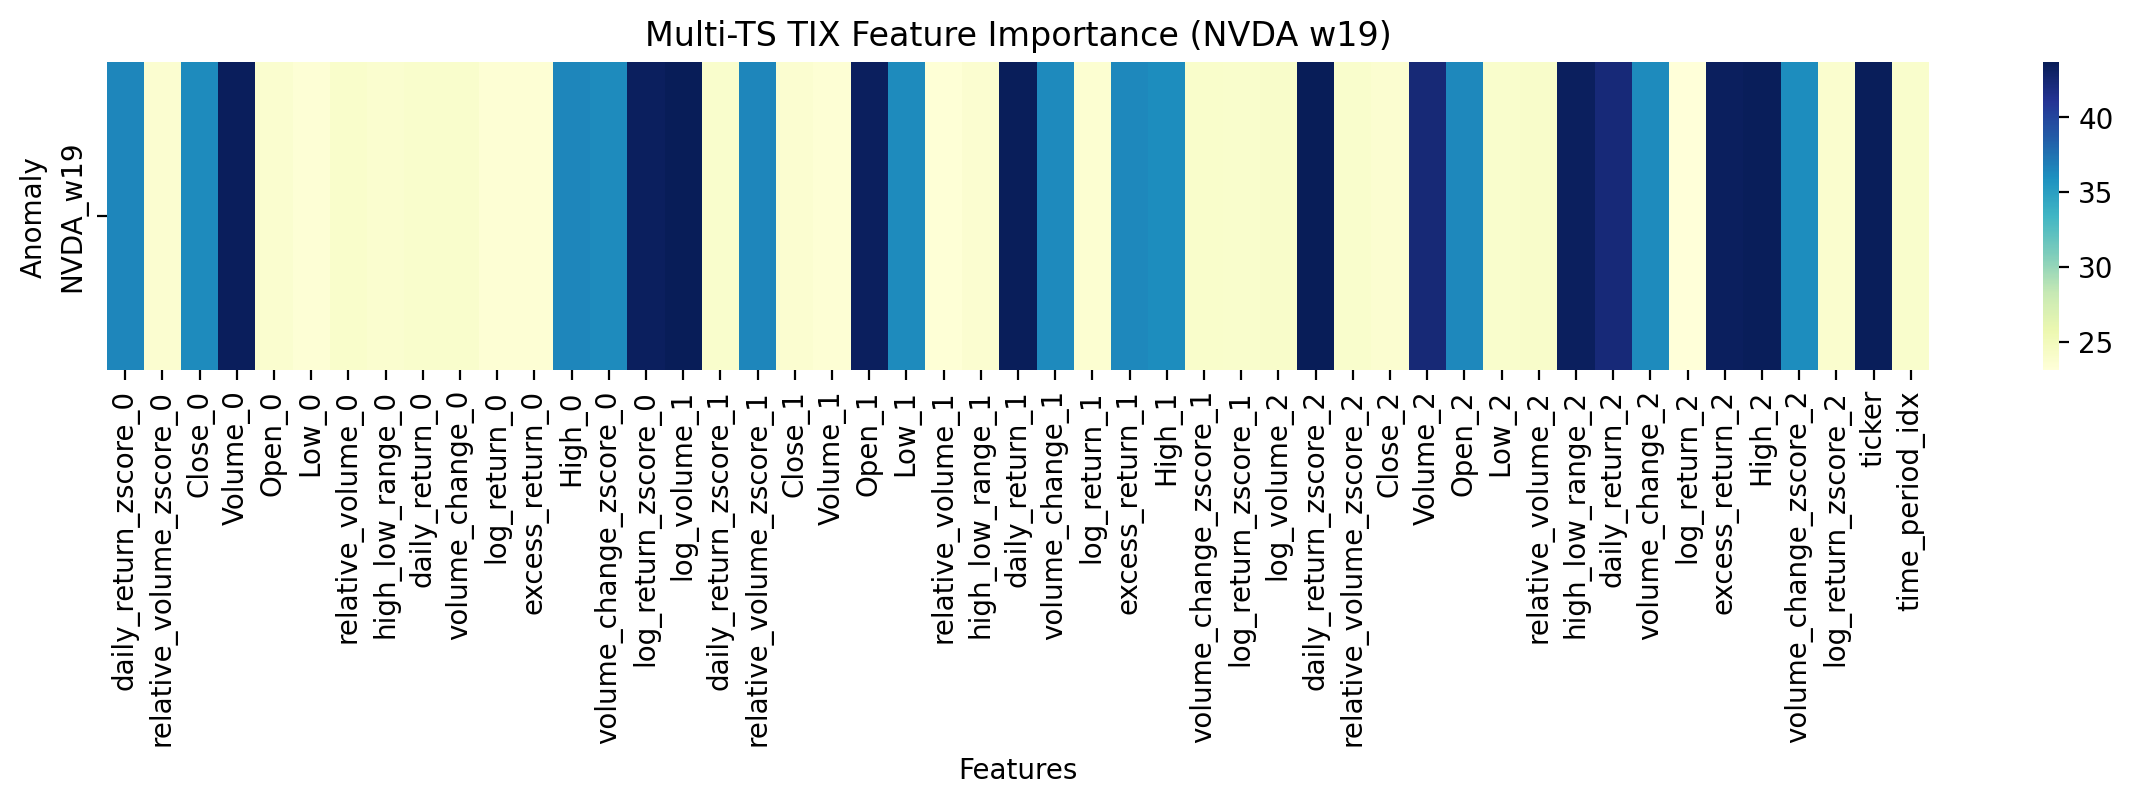 Multi-TS TIX Feature Importance (NVDA w19)
Anomaly
NVDA_w19
40
35
30
25
daily_return_zscore_0
relative_volume_zscore_0
Close_0
Volume_0
Open_0
Low_0
relative_volume_0
high_low_range_0
daily_return_0
volume_change_0
log_return_0
excess_return_0
High_0
volume_change_zscore_0
log_return_zscore_0
log_volume_1
daily_return_zscore_1
relative_volume_zscore_1
Close_1
Volume_1
Open_1
Low_1
relative_volume_1
high_low_range_1
daily_return_1
volume_change_1
log_return_1
excess_return_1
High_1
volume_change_zscore_1
log_return_zscore_1
log_volume_2
daily_return_zscore_2
relative_volume_zscore_2
Close_2
Volume_2
Open_2
Low_2
relative_volume_2
high_low_range_2
daily_return_2
volume_change_2
log_return_2
excess_return_2
High_2
volume_change_zscore_2
log_return_zscore_2
ticker
time_period_idx
Features